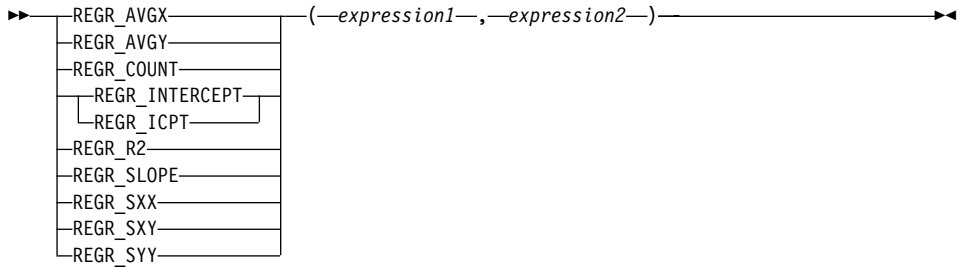 REGR_AVGX ( expression1 , expression2 )
REGR_AVGY
REGR_COUNT
REGR_INTERCEPT
REGR_ICPT
REGR_R2
REGR_SLOPE
REGR_SXX
REGR_SXY
REGR_SYY